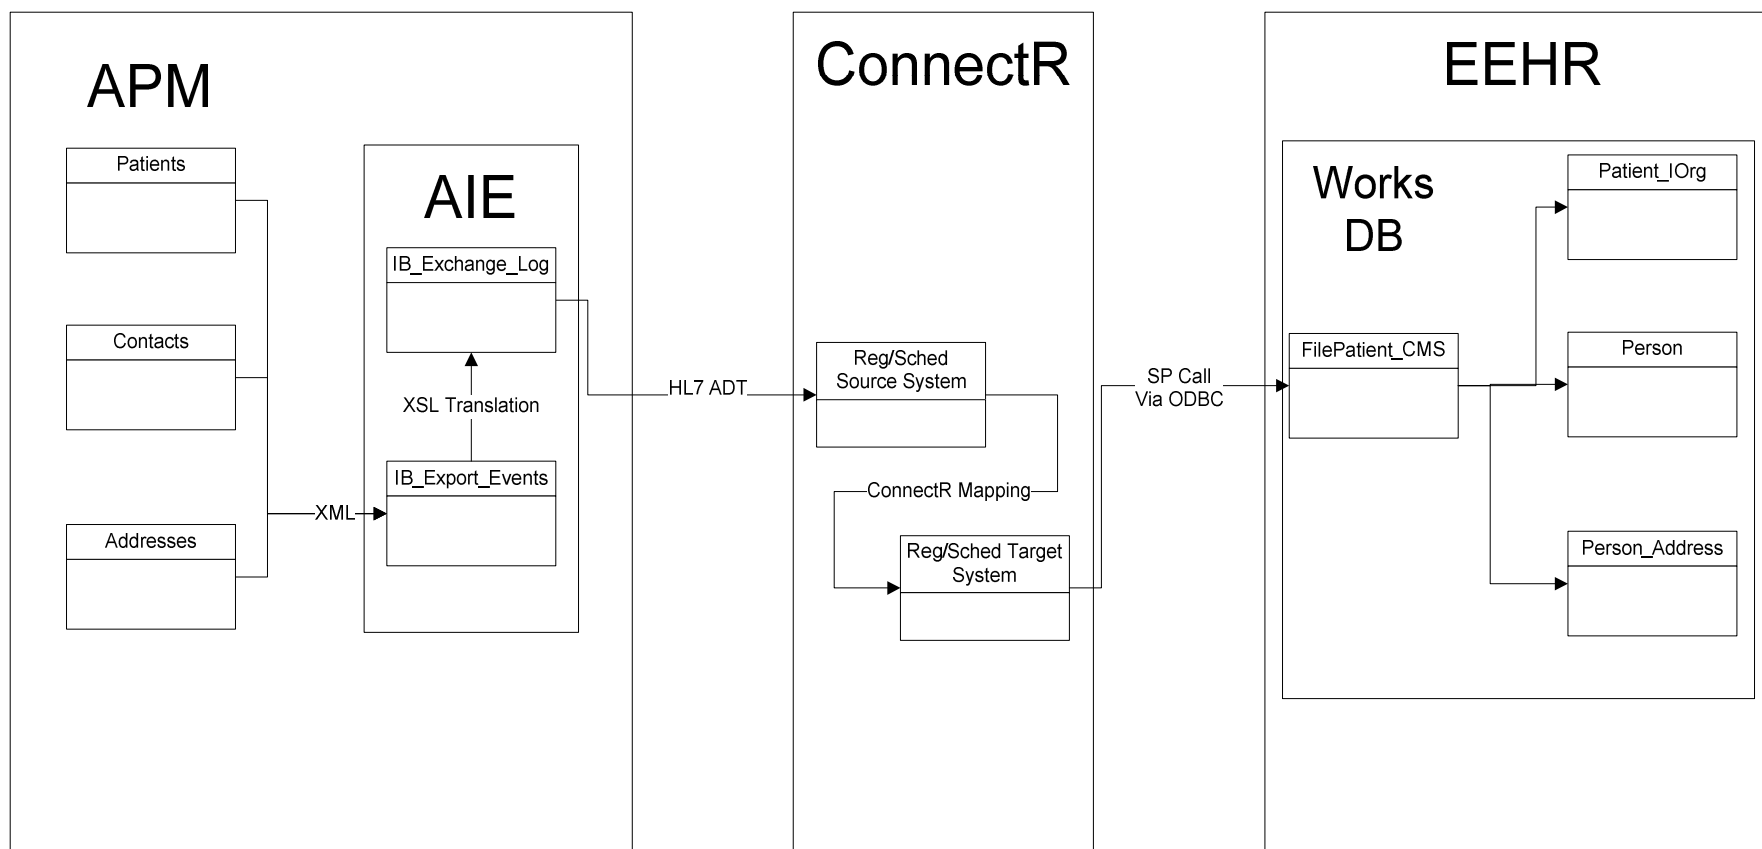 APM
Patients
Contacts
Addresses
XML
AIE
IB_Exchange_Log
XSL Translation
IB_Export_Events
HL7 ADT
ConnectR
Reg/Sched
Source System
ConnectR Mapping
Reg/Sched Target
System
SP Call
Via ODBC
EEHR
Works
DB
FilePatient_CMS
Patient_IOrg
Person
Person_Address